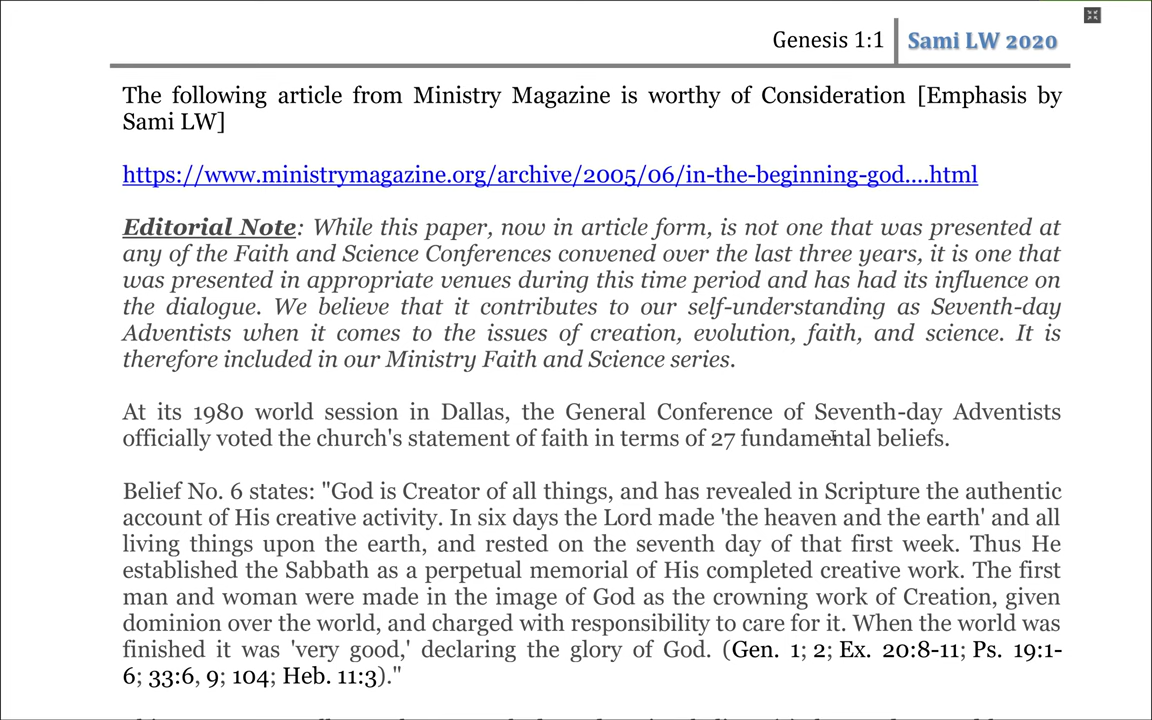 Genesis 1:1 Sami LW 2020
The following article from Ministry Magazine is worthy of Consideration [Emphasis by
Sami LW]
https://www.ministrymagazine.org/archive/2005/06/in-the-beginning-god....html
Editorial Note: While this paper, now in article form, is not one that was presented at
any of the Faith and Science Conferences convened over the last three years, it is one that
was presented in appropriate venues during this time period and has had its influence on
the dialogue. We believe that it contributes to our self-understanding as Seventh-day
Adventists when it comes to the issues of creation, evolution, faith, and science. It is
therefore included in our Ministry Faith and Science series.
At its 1980 world session in Dallas, the General Conference of Seventh-day Adventists
officially voted the church's statement of faith in terms of 27 fundamental beliefs.
Belief No. 6 states: "God is Creator of all things, and has revealed in Scripture the authentic
account of His creative activity. In six days the Lord made 'the heaven and the earth' and all
living things upon the earth, and rested on the seventh day of that first week. Thus He
established the Sabbath as a perpetual memorial of His completed creative work. The first
man and woman were made in the image of God as the crowning work of Creation, given
dominion over the world, and charged with responsibility to care for it. When the world was
finished it was 'very good,' declaring the glory of God. (Gen. 1; 2; Ex. 20:8-11; Ps. 19:1-
6; 33:6, 9; 104; Heb. 11:3)."